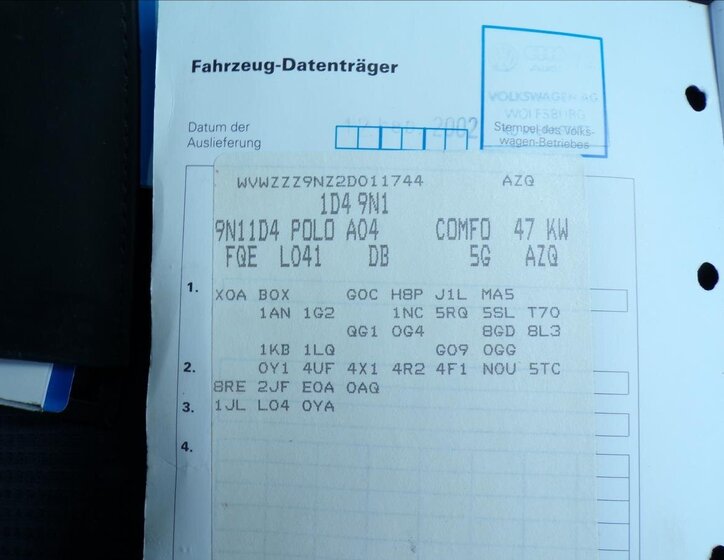 Fahrzeug-Datenträger
VOLKSWAGEN AG
WOLFSBURG
Datum der
Auslieferung
2002
Stempel des Volks-
wagen-Betriebes
WVWZZZ9NZ2D011744 AZQ
1D4 9N1
9N11D4 POLO A04 COMFO 47 KW
FQE L041 DB 5G AZQ
1.
X0A B0X G0C H8P J1L MA5
1AN 1G2 1NC 5RQ 5SL T70
QG1 0G4 8GD 8L3
1KB 1LQ G09 0GG
2.
0Y1 4UF 4X1 4R2 4F1 N0U 5TC
8RE 2JF E0A 0AQ
3.
1JL L04 0YA
4.